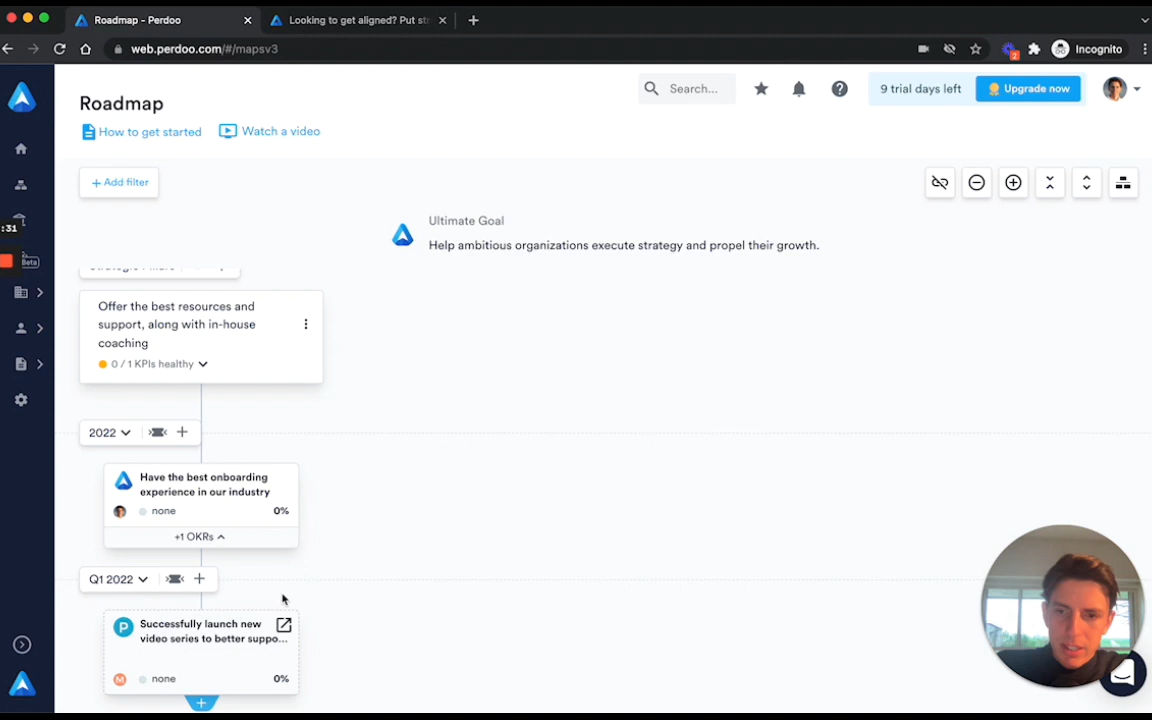 Roadmap - Perdoo
Looking to get aligned? Put st
web.perdoo.com/#/mapsv3
2
Incognito
Roadmap
Search...
9 trial days left
Upgrade now
How to get started
Watch a video
+ Add filter
Ultimate Goal
Help ambitious organizations execute strategy and propel their growth.
:31
Beta
Offer the best resources and
support, along with in-house
coaching
0 / 1 KPIs healthy
2022
Have the best onboarding
experience in our industry
none 0%
+1 OKRs
Q1 2022
P
Successfully launch new
video series to better suppo...
M none 0%